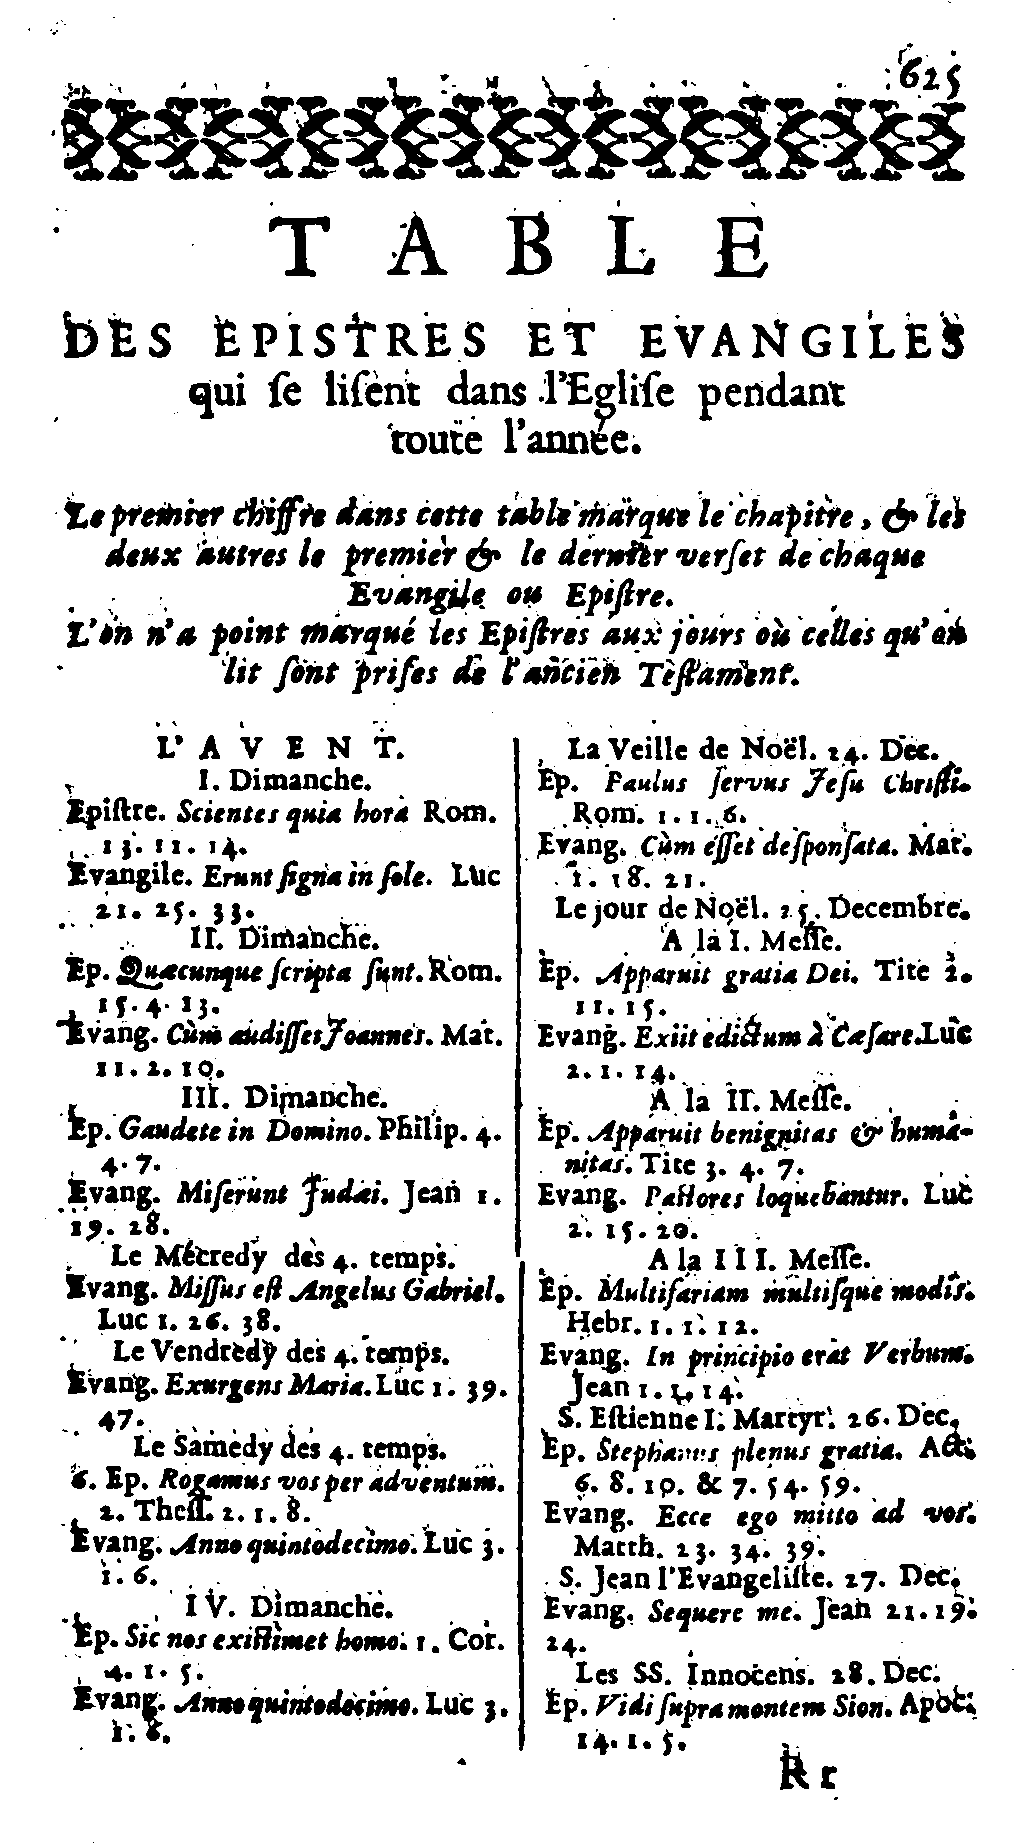 625
TABLE
DES EPISTRES ET EVANGILES
qui ſe liſent dans l'Egliſe pendant
toute l'année.
Le premier chiffre dans cette table marque le chapitre, & les
deux autres le premier & le dernier verſet de chaque
Evangile ou Epiſtre.
L'on n'a point marqué les Epiſtres aux jours où celles qu'on
lit ſont priſes de l'ancien Teſtament.
L'AVENT.
I. Dimanche.
Epiſtre. Scientes quia hora Rom.
13. 11. 14.
Evangile. Erunt ſigna in ſole. Luc
21. 25. 33.
II. Dimanche.
Ep. Quæcunque ſcripta ſunt. Rom.
15. 4. 13.
Evang. Cùm audiſſes Joannes. Mat.
11. 2. 10.
III. Dimanche.
Ep. Gaudete in Domino. Philip. 4.
4. 7.
Evang. Miſerunt Judæi. Jean 1.
19. 28.
Le Mécredy des 4. temps.
Evang. Miſſus eſt Angelus Gabriel.
Luc 1. 26. 38.
Le Vendredy des 4. temps.
Evang. Exurgens Maria. Luc 1. 39.
47.
Le Samedy des 4. temps.
6. Ep. Rogamus vos per adventum.
2. Theſſ. 2. 1. 8.
Evang. Anno quintodecimo. Luc 3.
1. 6.
IV. Dimanche.
Ep. Sic nos exiſtimet homo. 1. Cor.
4. 1. 5.
Evang. Anno quintodecimo. Luc 3.
1. 6.
La Veille de Noël. 24. Dec.
Ep. Paulus ſervus Jeſu Chriſti.
Rom. 1. 1. 6.
Evang. Cùm eſſet deſponſata. Mat.
1. 18. 21.
Le jour de Noël. 25. Decembre.
A la I. Meſſe.
Ep. Apparuit gratia Dei. Tite 2.
11. 15.
Evang. Exiit edictum à Cæſare. Luc
2. 1. 14.
A la II. Meſſe.
Ep. Apparuit benignitas & huma-
nitas. Tite 3. 4. 7.
Evang. Paſtores loquebantur. Luc
2. 15. 20.
A la III. Meſſe.
Ep. Multifariam multiſque modis.
Hebr. 1. 1. 12.
Evang. In principio erat Verbum.
Jean 1. 1. 14.
S. Eſtienne I. Martyr. 26. Dec.
Ep. Stephanus plenus gratia. Act.
6. 8. 10. & 7. 54. 59.
Evang. Ecce ego mitto ad vos.
Matth. 23. 34. 39.
S. Jean l'Evangeliſte. 27. Dec.
Evang. Sequere me. Jean 21. 19.
24.
Les SS. Innocens. 28. Dec.
Ep. Vidi ſupra montem Sion. Apoc.
14. 1. 5.
Rr